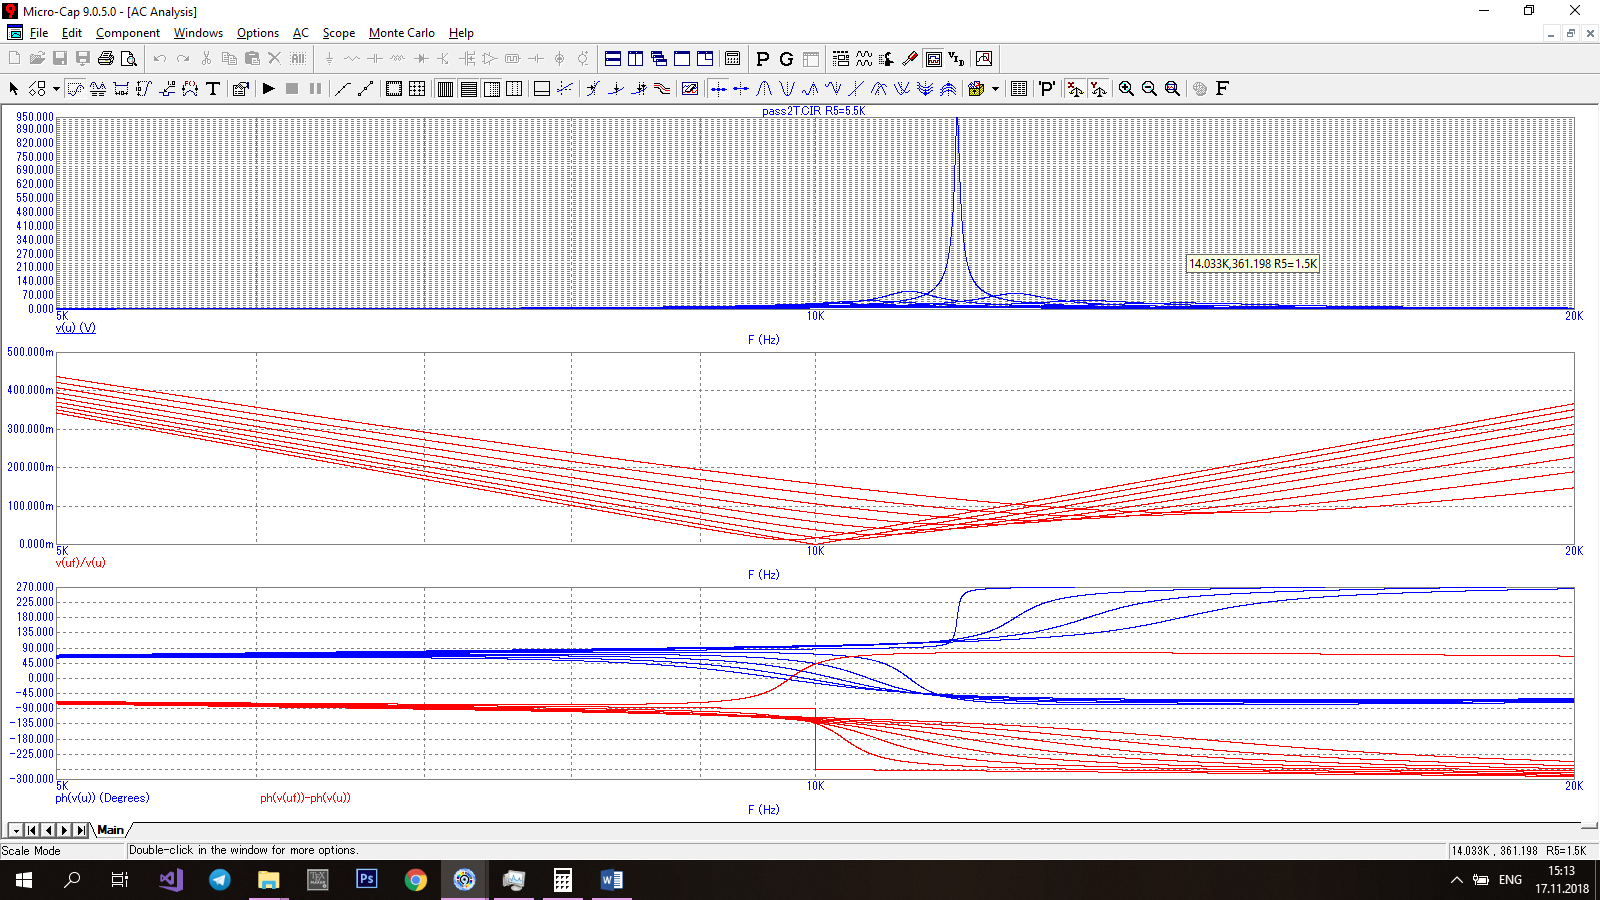 Micro-Cap 9.0.5.0 - [AC Analysis]
File Edit Component Windows Options AC Scope Monte Carlo Help
pass2T.CIR R5=5.5K
950.000
890.000
820.000
750.000
690.000
620.000
550.000
480.000
410.000
340.000
270.000
210.000
140.000
70.000
0.000
14.033K,361.198 R5=1.5K
5K 10K 20K
v(u) (V)
F (Hz)
500.000m
400.000m
300.000m
200.000m
100.000m
0.000m
5K 10K 20K
v(uf)/v(u)
F (Hz)
270.000
225.000
180.000
135.000
90.000
45.000
0.000
-45.000
-90.000
-135.000
-180.000
-225.000
-300.000
5K 10K 20K
ph(v(u)) (Degrees) ph(v(uf))-ph(v(u))
F (Hz)
Main
Scale Mode Double-click in the window for more options. 14.033K , 361.198 R5=1.5K
ENG 15:13
17.11.2018